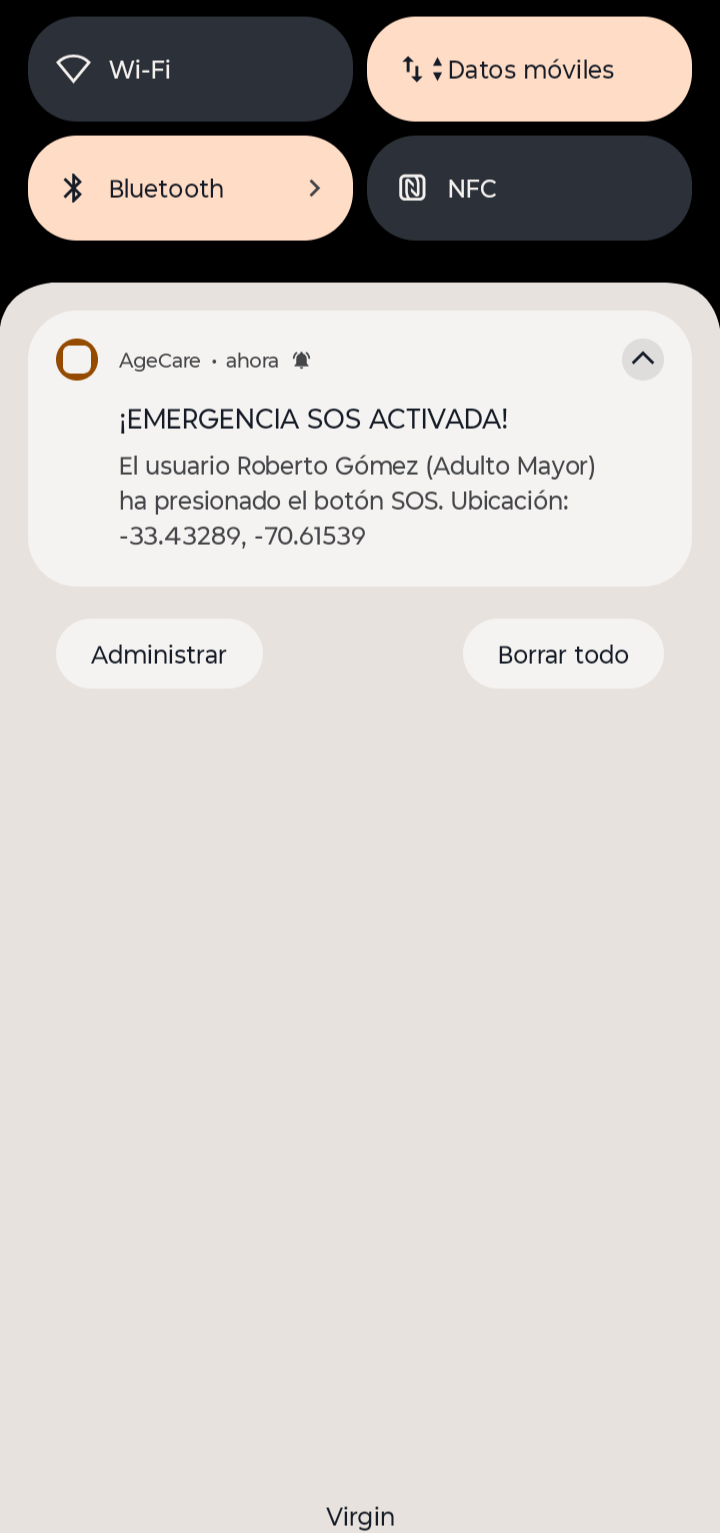 Wi-Fi
Datos móviles
Bluetooth
NFC
AgeCare • ahora
¡EMERGENCIA SOS ACTIVADA!
El usuario Roberto Gómez (Adulto Mayor)
ha presionado el botón SOS. Ubicación:
-33.43289, -70.61539
Administrar
Borrar todo
Virgin